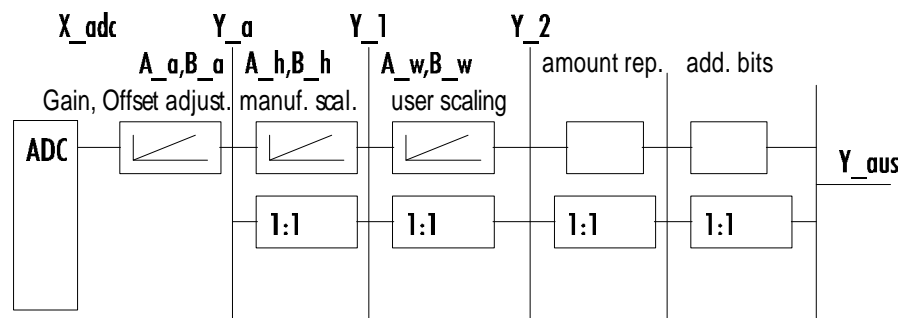 X_adc Y_a Y_1 Y_2
A_a,B_a A_h,B_h A_w,B_w amount rep. add. bits
Gain, Offset adjust. manuf. scal. user scaling
ADC
Y_aus
1:1 1:1 1:1 1:1